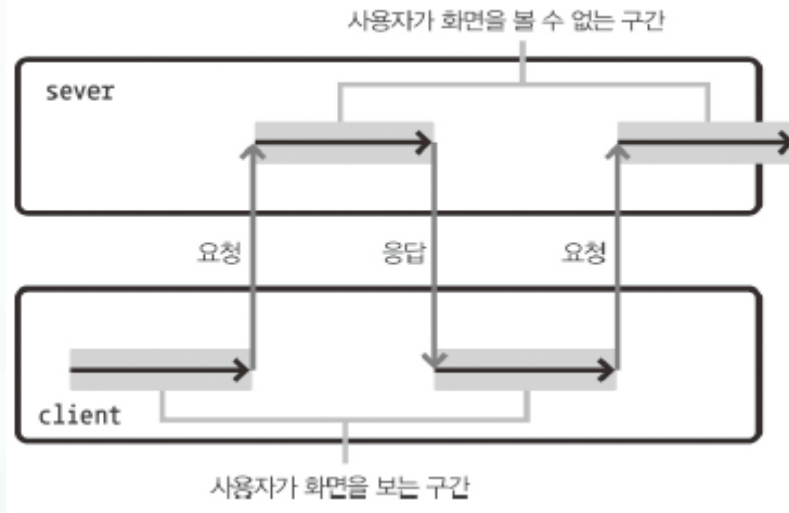 사용자가 화면을 볼 수 없는 구간
sever
요청
응답
요청
client
사용자가 화면을 보는 구간